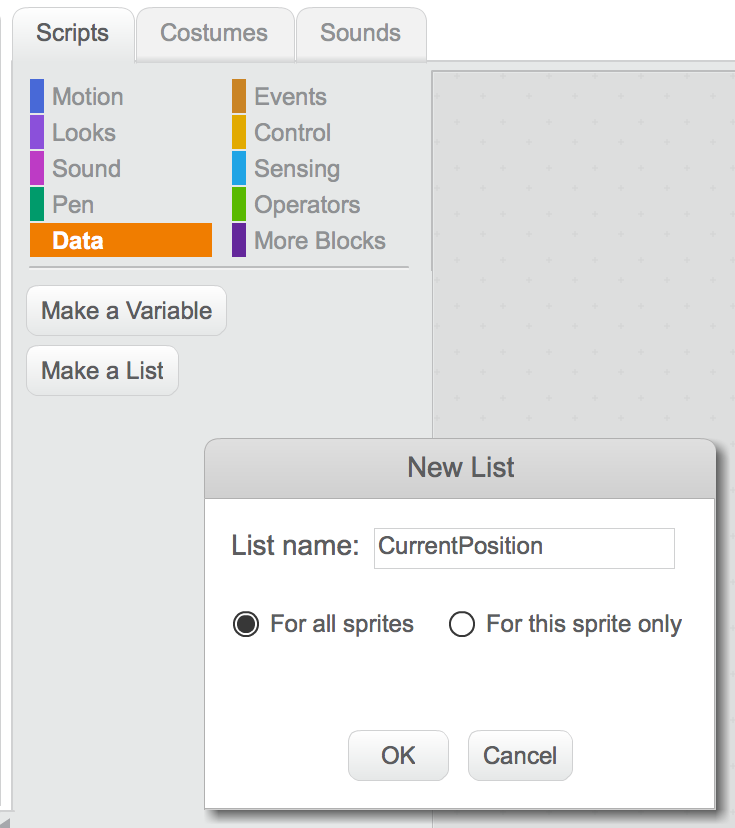 Scripts Costumes Sounds
Motion Events
Looks Control
Sound Sensing
Pen Operators
Data More Blocks
Make a Variable
Make a List
New List
List name: CurrentPosition
For all sprites For this sprite only
OK Cancel